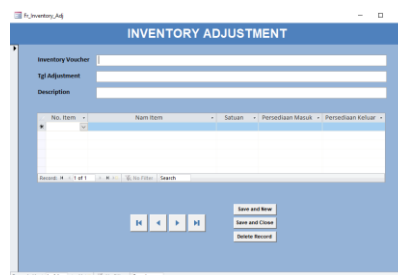 Fr_Inventory_Adj
INVENTORY ADJUSTMENT
Inventory Voucher
Tgl Adjustment
Description
No. Item Nam Item Satuan Persediaan Masuk Persediaan Keluar
Record: 1 of 1 No Filter Search
Save and New
Save and Close
Delete Record